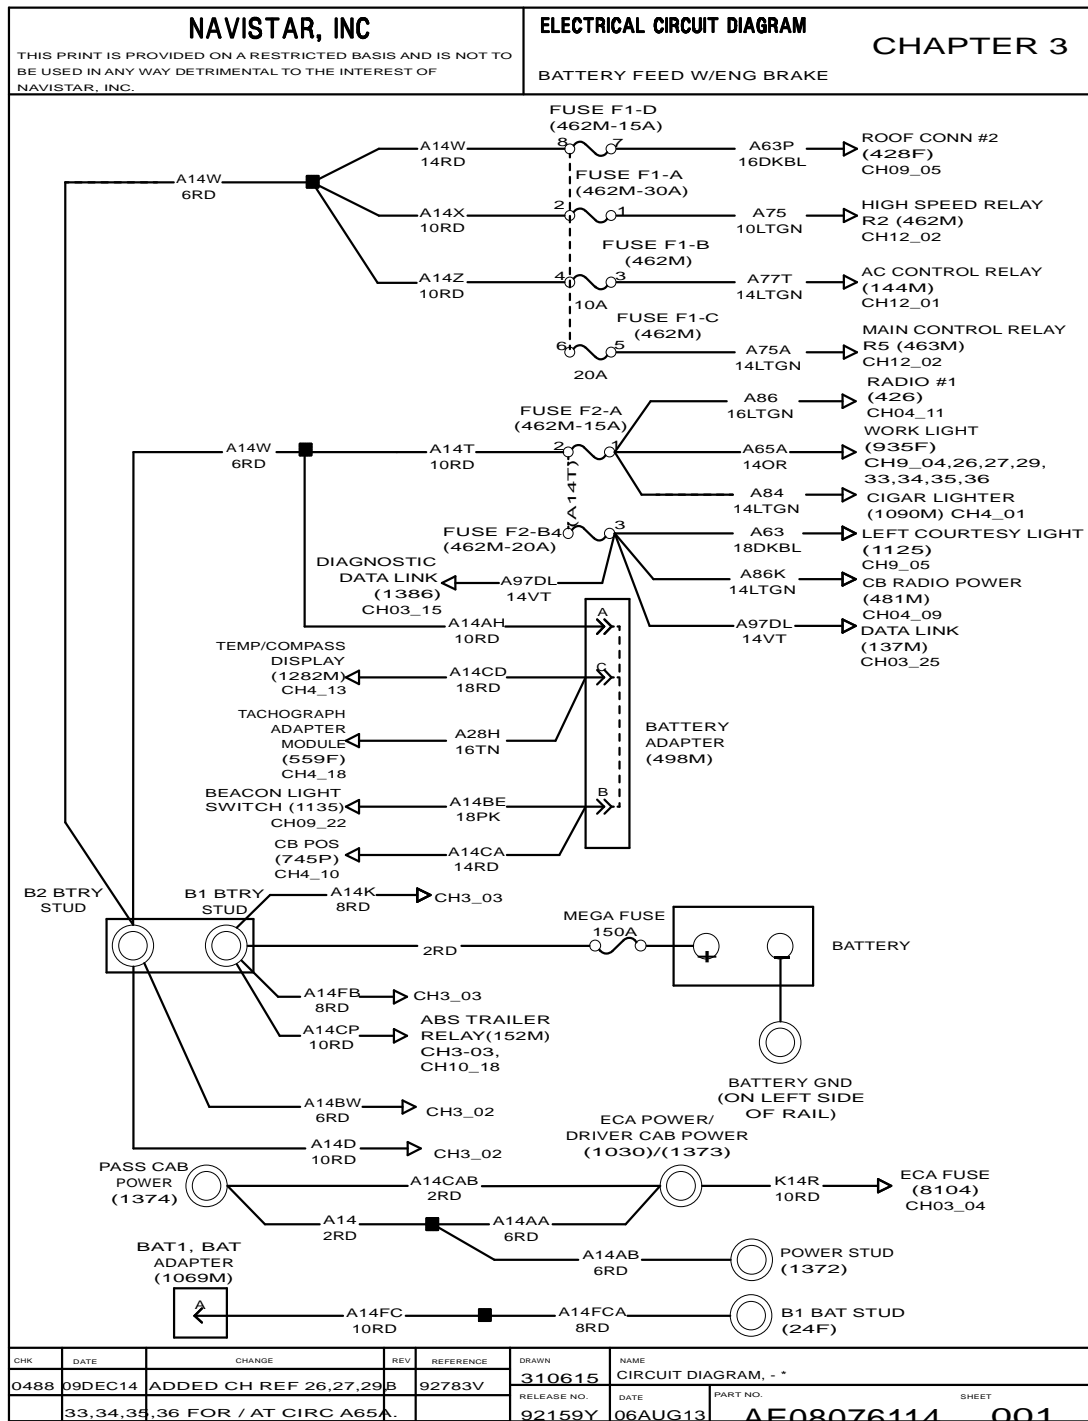 NAVISTAR, INC
THIS PRINT IS PROVIDED ON A RESTRICTED BASIS AND IS NOT TO
BE USED IN ANY WAY DETRIMENTAL TO THE INTEREST OF
NAVISTAR, INC.
ELECTRICAL CIRCUIT DIAGRAM
CHAPTER 3
BATTERY FEED W/ENG BRAKE
FUSE F1-D
(462M-15A)
A14W
14RD
8
7
A63P
16DKBL
ROOF CONN #2
(428F)
CH09_05
A14W
6RD
FUSE F1-A
(462M-30A)
A14X
10RD
2
1
A75
10LTGN
HIGH SPEED RELAY
R2 (462M)
CH12_02
FUSE F1-B
(462M)
A14Z
10RD
4
3
10A
A77T
14LTGN
AC CONTROL RELAY
(144M)
CH12_01
FUSE F1-C
(462M)
6
5
20A
A75A
14LTGN
MAIN CONTROL RELAY
R5 (463M)
CH12_02
A86
16LTGN
RADIO #1
(426)
CH04_11
FUSE F2-A
(462M-15A)
A14W
6RD
A14T
10RD
2
1
A65A
14OR
WORK LIGHT
(935F)
CH9_04,26,27,29,
33,34,35,36
(A14T)
A84
14LTGN
CIGAR LIGHTER
(1090M) CH4_01
FUSE F2-B4
(462M-20A)
3
A63
18DKBL
LEFT COURTESY LIGHT
(1125)
CH9_05
DIAGNOSTIC
DATA LINK
(1386)
CH03_15
A97DL
14VT
A86K
14LTGN
CB RADIO POWER
(481M)
CH04_09
A97DL
14VT
DATA LINK
(137M)
CH03_25
A14AH
10RD
A
TEMP/COMPASS
DISPLAY
(1282M)
CH4_13
A14CD
18RD
C
TACHOGRAPH
ADAPTER
MODULE
(559F)
CH4_18
A28H
16TN
BATTERY
ADAPTER
(498M)
BEACON LIGHT
SWITCH (1135)
CH09_22
A14BE
18PK
B
CB POS
(745P)
CH4_10
A14CA
14RD
B2 BTRY
STUD
B1 BTRY
STUD
A14K
8RD
CH3_03
MEGA FUSE
150A
2RD
+
-
BATTERY
A14FB
8RD
CH3_03
A14CP
10RD
ABS TRAILER
RELAY(152M)
CH3-03,
CH10_18
BATTERY GND
(ON LEFT SIDE
OF RAIL)
A14BW
6RD
CH3_02
A14D
10RD
CH3_02
ECA POWER/
DRIVER CAB POWER
(1030)/(1373)
PASS CAB
POWER
(1374)
A14CAB
2RD
K14R
10RD
ECA FUSE
(8104)
CH03_04
A14
2RD
A14AA
6RD
A14AB
6RD
POWER STUD
(1372)
BAT1, BAT
ADAPTER
(1069M)
A
A14FC
10RD
A14FCA
8RD
B1 BAT STUD
(24F)
CHK DATE CHANGE REV REFERENCE
0488 09DEC14 ADDED CH REF 26,27,29, B 92783V
33,34,35,36 FOR / AT CIRC A65A.
DRAWN NAME
310615 CIRCUIT DIAGRAM, - *
RELEASE NO. DATE PART NO. SHEET
92159Y 06AUG13 AE08076114 001